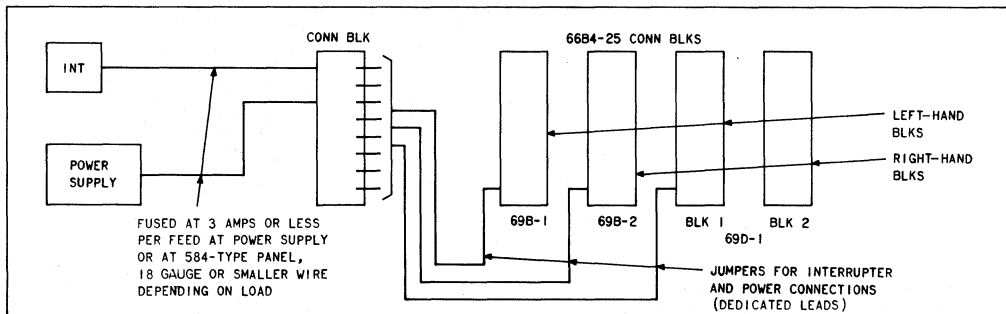 CONN BLK
66B4-25 CONN BLKS
INT
POWER
SUPPLY
LEFT-HAND
BLKS
RIGHT-HAND
BLKS
69B-1
69B-2
BLK 1
BLK 2
69D-1
FUSED AT 3 AMPS OR LESS
PER FEED AT POWER SUPPLY
OR AT 584-TYPE PANEL,
18 GAUGE OR SMALLER WIRE
DEPENDING ON LOAD
JUMPERS FOR INTERRUPTER
AND POWER CONNECTIONS
(DEDICATED LEADS)